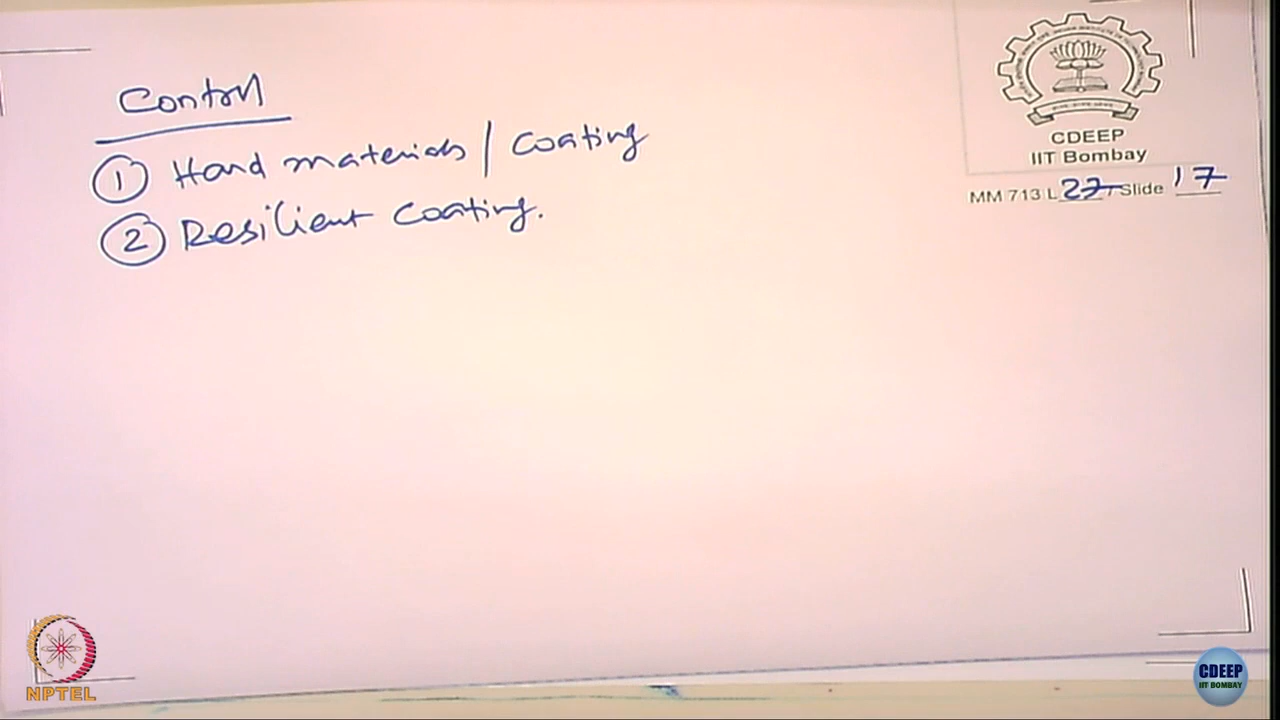 Control
① Hard materials / Coating
② Resilient Coating.
CDEEP
IIT Bombay
MM 713 L 27 / Slide 17
NPTEL
CDEEP
IIT BOMBAY